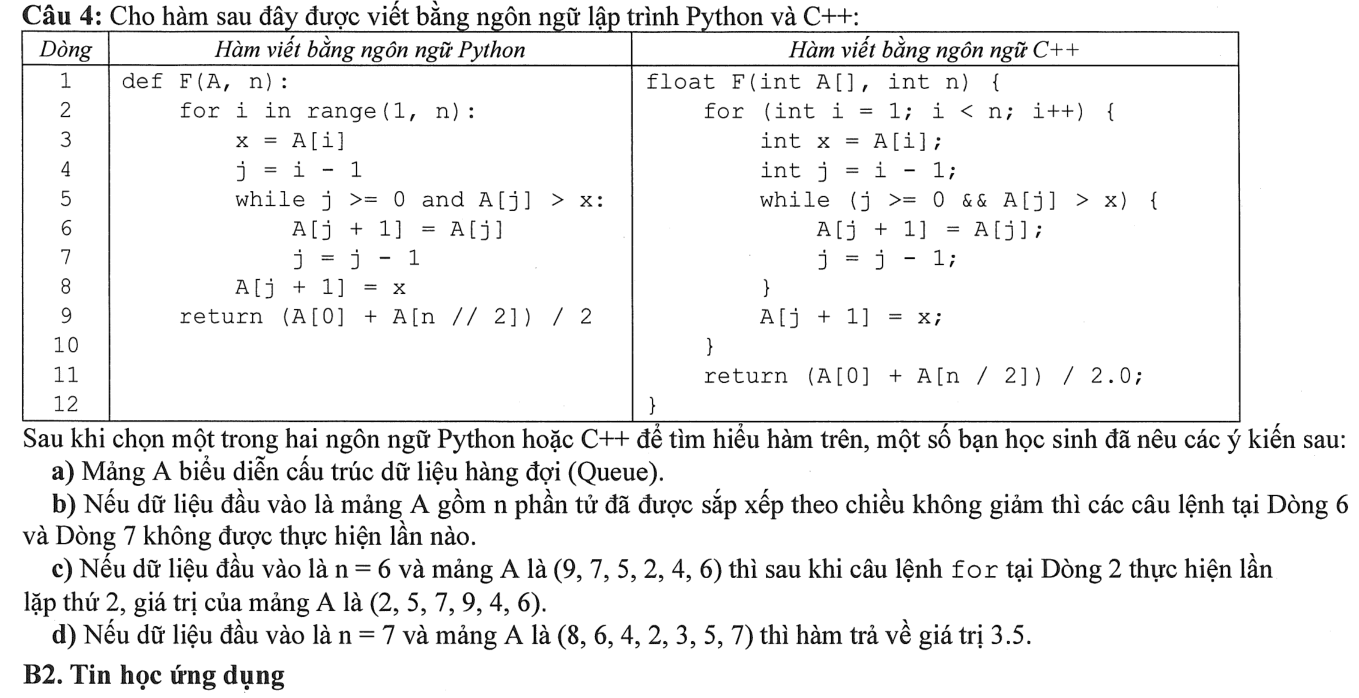 Câu 4: Cho hàm sau đây được viết bằng ngôn ngữ lập trình Python và C++:
Dòng Hàm viết bằng ngôn ngữ Python Hàm viết bằng ngôn ngữ C++
1 def F(A, n): float F(int A[], int n) {
2 for i in range(1, n): for (int i = 1; i < n; i++) {
3 x = A[i] int x = A[i];
4 j = i - 1 int j = i - 1;
5 while j >= 0 and A[j] > x: while (j >= 0 && A[j] > x) {
6 A[j + 1] = A[j] A[j + 1] = A[j];
7 j = j - 1 j = j - 1;
8 A[j + 1] = x }
9 return (A[0] + A[n // 2]) / 2 A[j + 1] = x;
10 }
11 return (A[0] + A[n / 2]) / 2.0;
12 }
Sau khi chọn một trong hai ngôn ngữ Python hoặc C++ để tìm hiểu hàm trên, một số bạn học sinh đã nêu các ý kiến sau:
a) Mảng A biểu diễn cấu trúc dữ liệu hàng đợi (Queue).
b) Nếu dữ liệu đầu vào là mảng A gồm n phần tử đã được sắp xếp theo chiều không giảm thì các câu lệnh tại Dòng 6
và Dòng 7 không được thực hiện lần nào.
c) Nếu dữ liệu đầu vào là n = 6 và mảng A là (9, 7, 5, 2, 4, 6) thì sau khi câu lệnh for tại Dòng 2 thực hiện lần
lặp thứ 2, giá trị của mảng A là (2, 5, 7, 9, 4, 6).
d) Nếu dữ liệu đầu vào là n = 7 và mảng A là (8, 6, 4, 2, 3, 5, 7) thì hàm trả về giá trị 3.5.
B2. Tin học ứng dụng